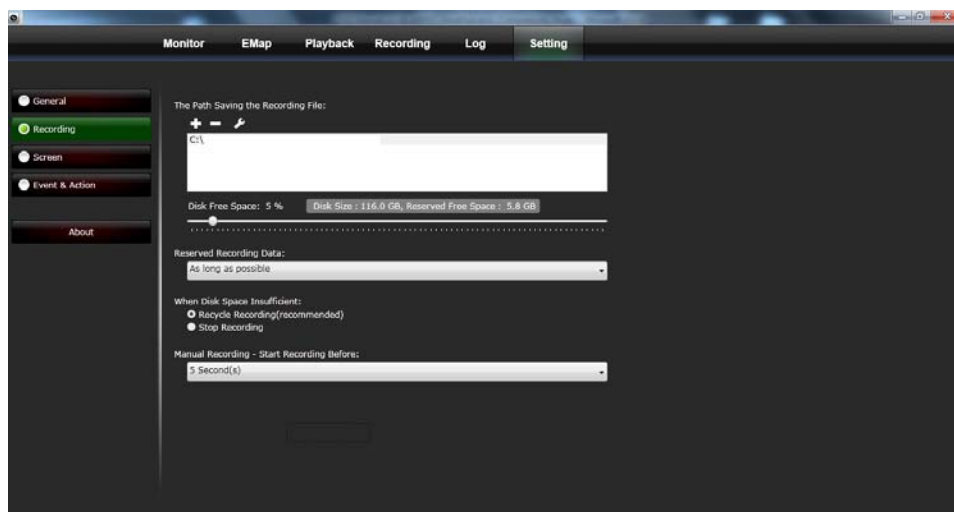 Monitor EMap Playback Recording Log Setting
General
Recording
Screen
Event & Action
About
The Path Saving the Recording File:
C:\
Disk Free Space: 5 % Disk Size : 116.0 GB, Reserved Free Space : 5.8 GB
Reserved Recording Data:
As long as possible
When Disk Space Insufficient:
Recycle Recording(recommended)
Stop Recording
Manual Recording - Start Recording Before:
5 Second(s)